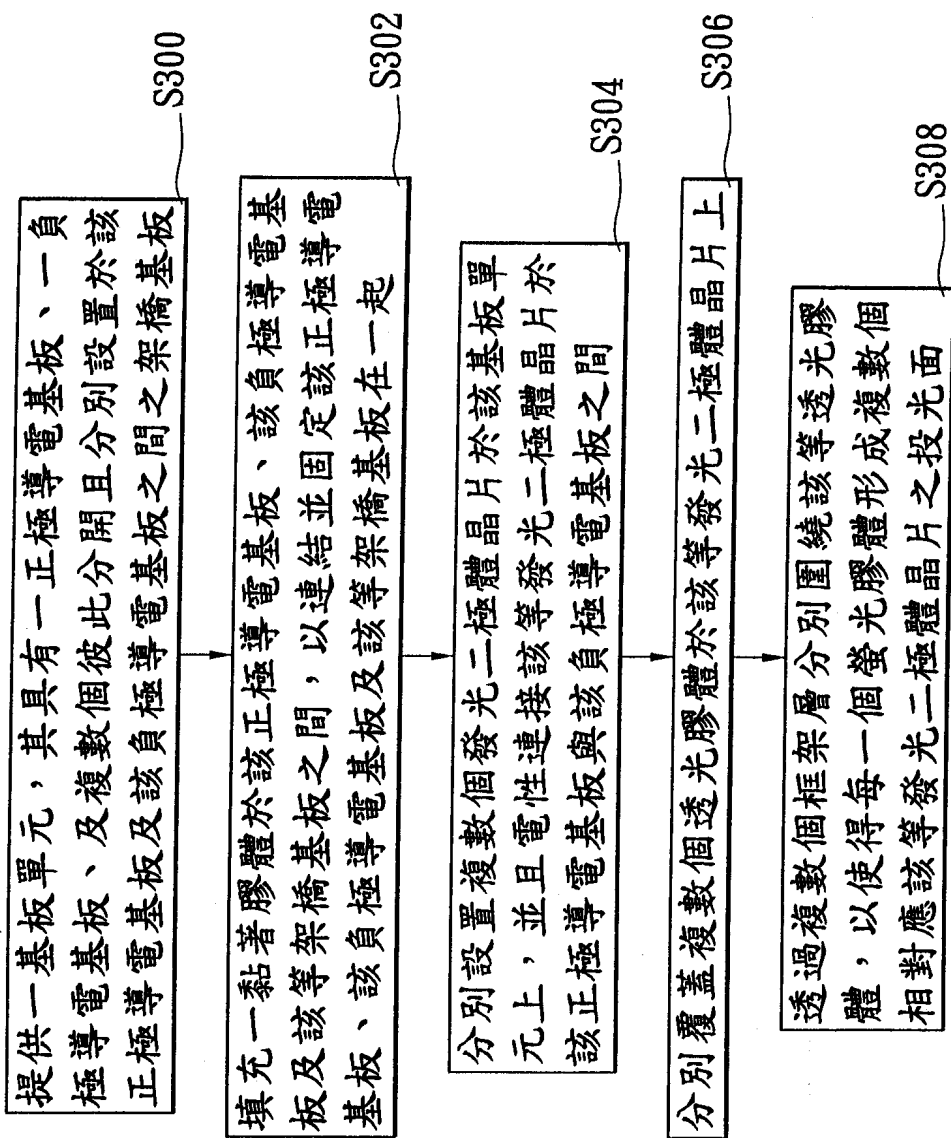 提供一基板單元，其具有一正極導電基板、一負
極導電基板、及複數個彼此分開且分別設置於該
正極導電基板及該負極導電基板之間之架橋基板
S300
填充一黏著膠體於該正極導電基板、該負極導電基
板及該等架橋基板之間，以連結並固定該正極導電
基板、該負極導電基板及該等架橋基板在一起
S302
分別設置複數個發光二極體晶片於該基板單
元上，並且電性連接該等發光二極體晶片於
該正極導電基板與該負極導電基板之間
S304
分別覆蓋複數個透光膠體於該等發光二極體晶片上
S306
透過複數個框架層分別圍繞該等透光膠
體，以使得每一個螢光膠體形成複數個
相對應該等發光二極體晶片之投光面
S308